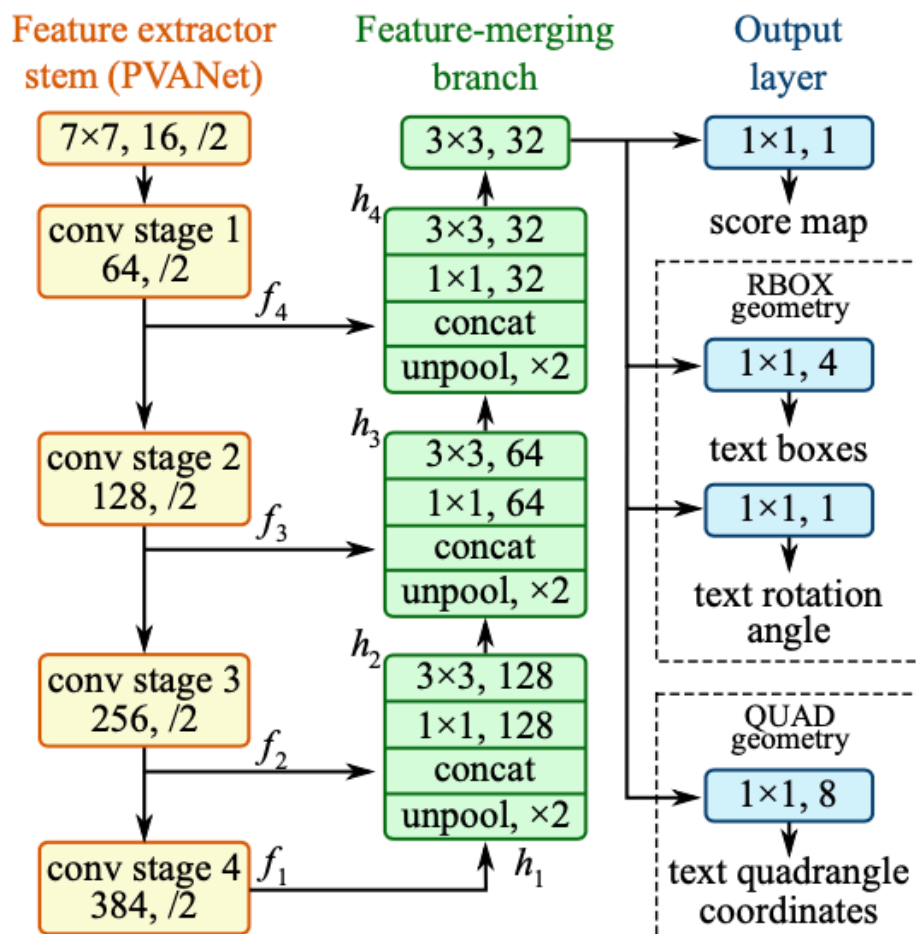 Feature extractor
stem (PVANet)
7×7, 16, /2
conv stage 1
64, /2
f4
conv stage 2
128, /2
f3
conv stage 3
256, /2
f2
conv stage 4
384, /2
f1
Feature-merging
branch
3×3, 32
h4
3×3, 32
1×1, 32
concat
unpool, ×2
h3
3×3, 64
1×1, 64
concat
unpool, ×2
h2
3×3, 128
1×1, 128
concat
unpool, ×2
h1
Output
layer
1×1, 1
score map
RBOX
geometry
1×1, 4
text boxes
1×1, 1
text rotation
angle
QUAD
geometry
1×1, 8
text quadrangle
coordinates